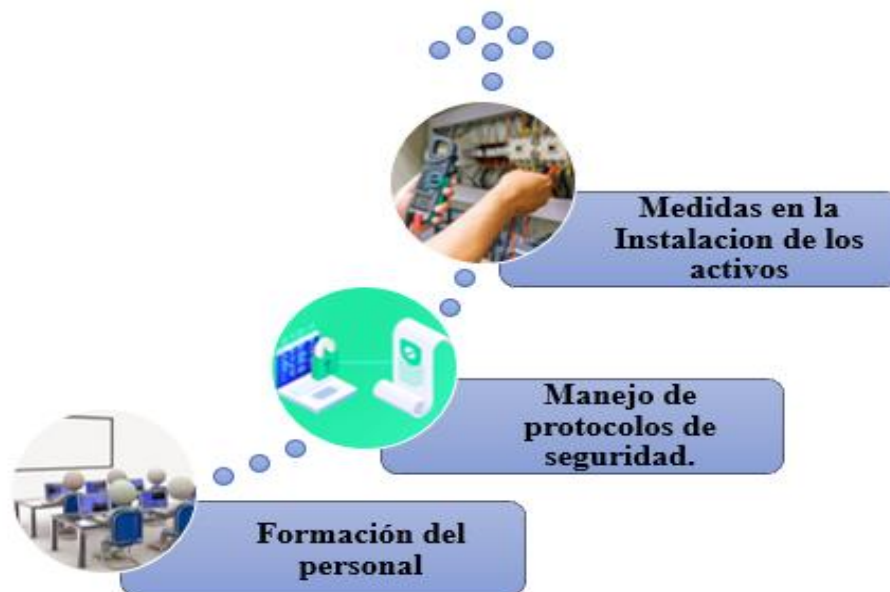 Medidas en la
Instalacion de los
activos
Manejo de
protocolos de
seguridad.
Formación del
personal